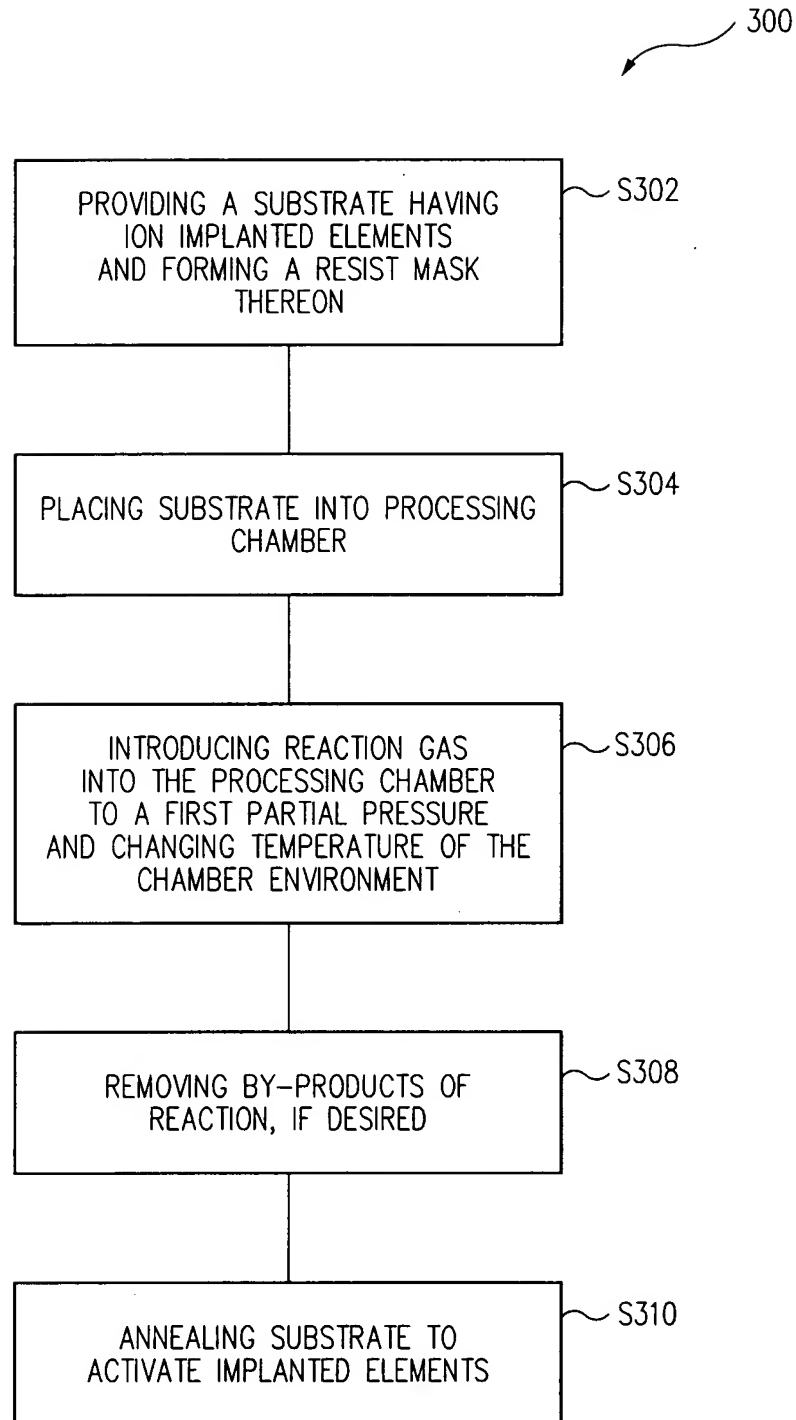 300
PROVIDING A SUBSTRATE HAVING
ION IMPLANTED ELEMENTS
AND FORMING A RESIST MASK
THEREON
S302
PLACING SUBSTRATE INTO PROCESSING
CHAMBER
S304
INTRODUCING REACTION GAS
INTO THE PROCESSING CHAMBER
TO A FIRST PARTIAL PRESSURE
AND CHANGING TEMPERATURE OF THE
CHAMBER ENVIRONMENT
S306
REMOVING BY-PRODUCTS OF
REACTION, IF DESIRED
S308
ANNEALING SUBSTRATE TO
ACTIVATE IMPLANTED ELEMENTS
S310